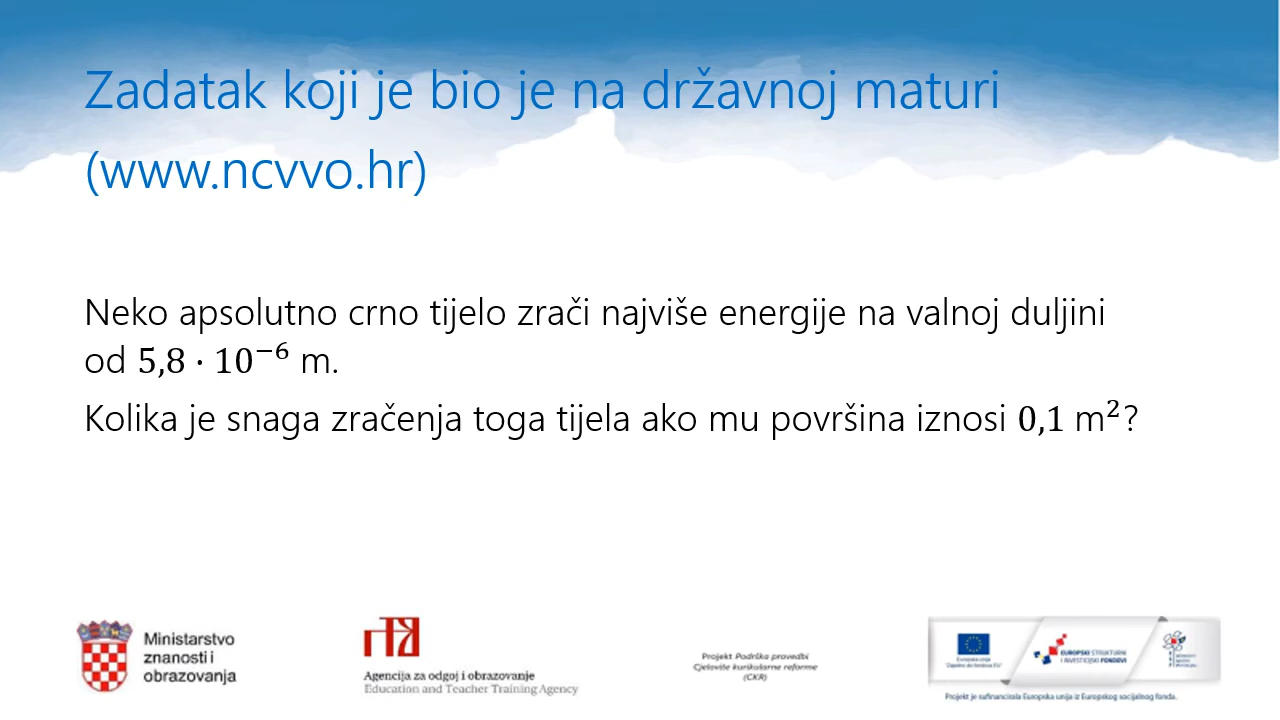 Zadatak koji je bio je na državnoj maturi
(www.ncvvo.hr)
Neko apsolutno crno tijelo zrači najviše energije na valnoj duljini
od 5,8 · 10⁻⁶ m.
Kolika je snaga zračenja toga tijela ako mu površina iznosi 0,1 m²?
Ministarstvo
znanosti i
obrazovanja
Agencija za odgoj i obrazovanje
Education and Teacher Training Agency
Projekt Podrška provedbi
Cjelovite kurikularne reforme
(CKR)
Europska unija
EUROPSKI STRUKTURNI
I INVESTICIJSKI FONDOVI
Projekt je sufinancirala Europska unija iz Europskog socijalnog fonda.